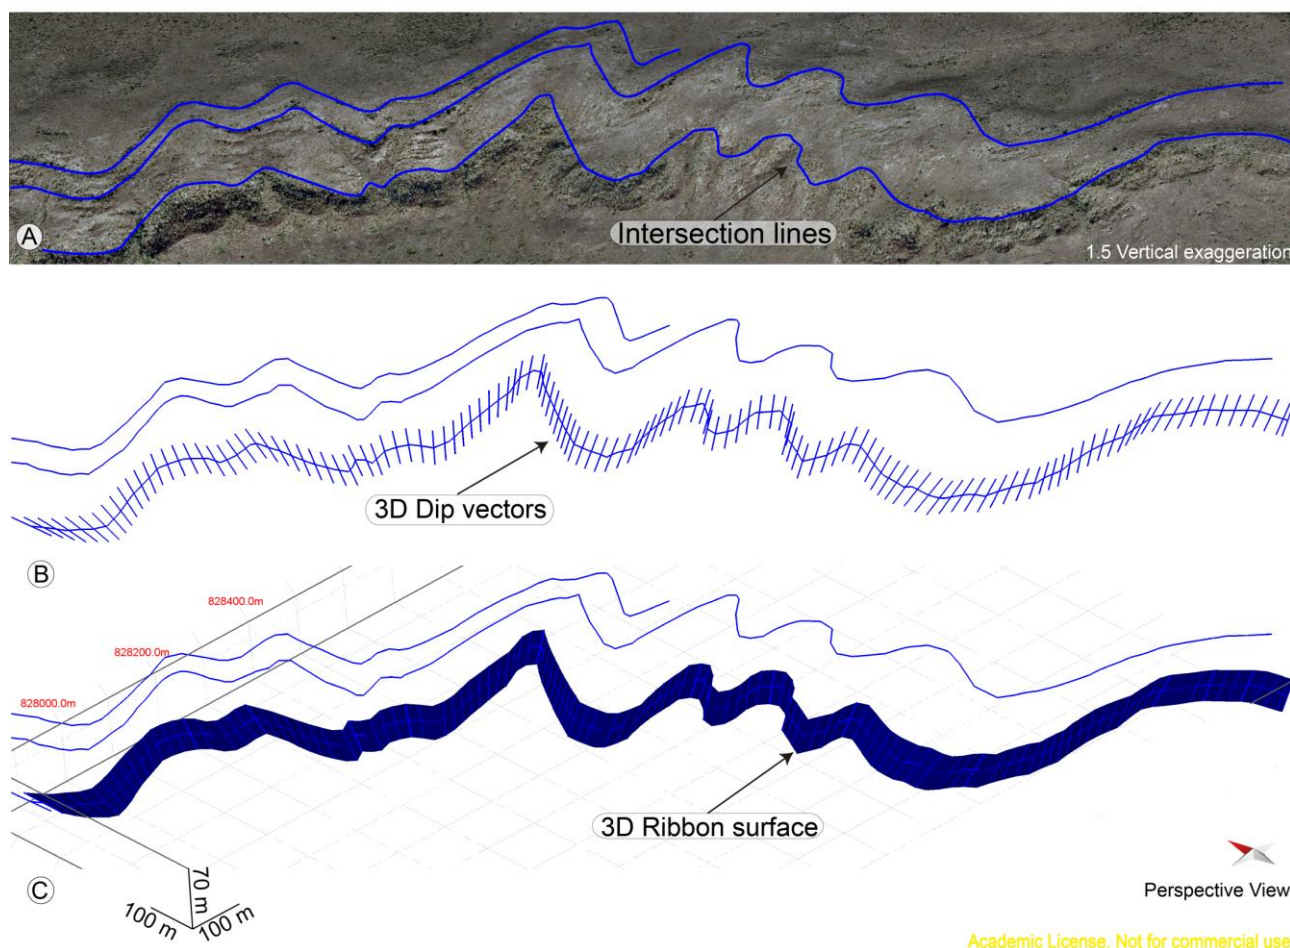 Intersection lines
A
1.5 Vertical exaggeration
3D Dip vectors
B
828400.0m
828200.0m
828000.0m
3D Ribbon surface
C
70 m
100 m
100 m
Perspective View
Academic License. Not for commercial use